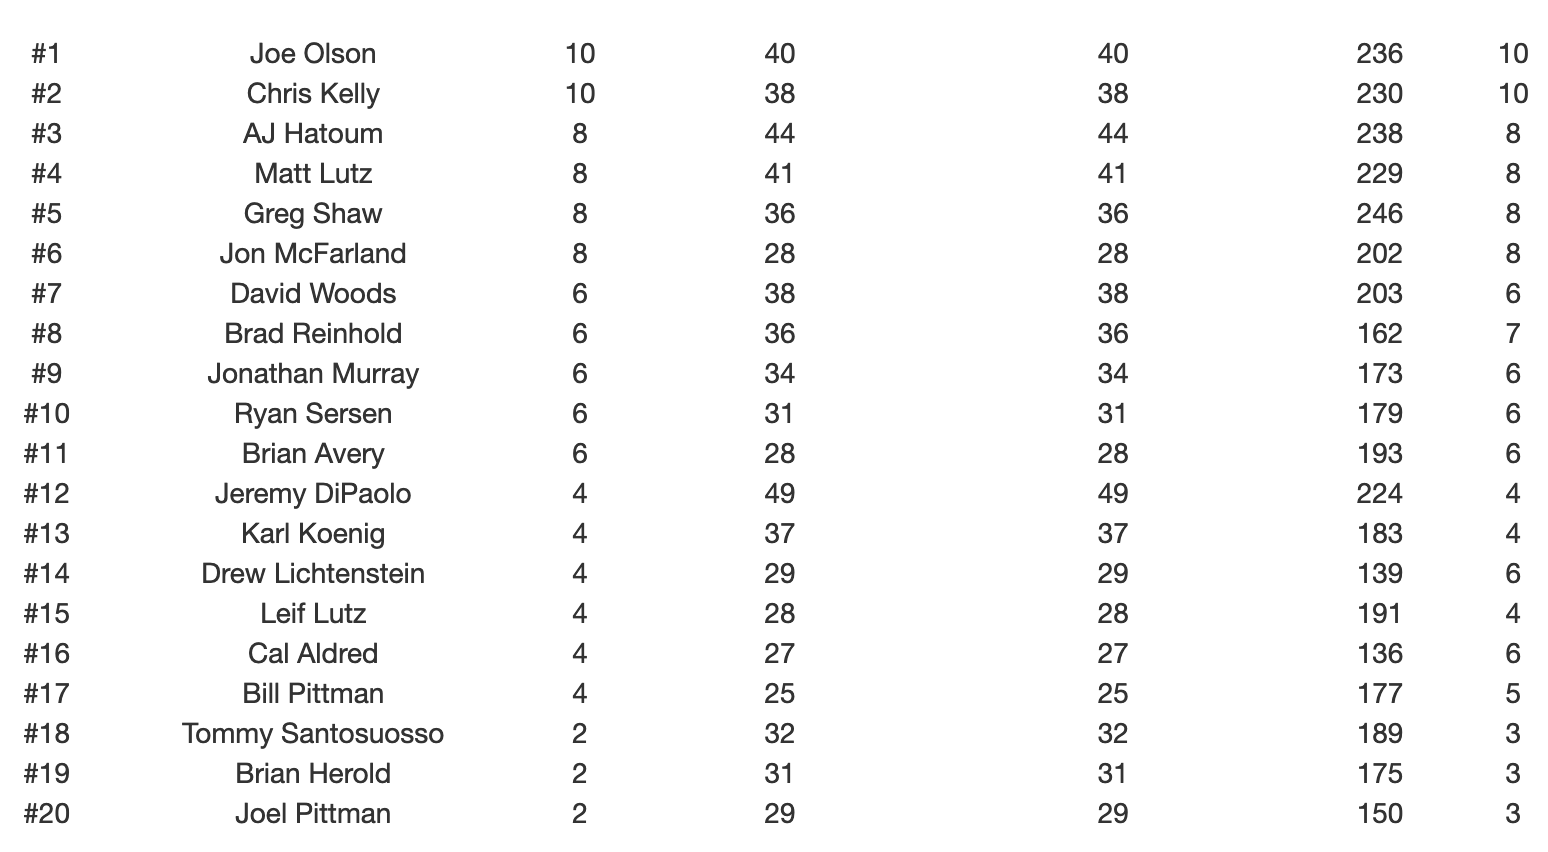 #1 Joe Olson 10 40 40 236 10
#2 Chris Kelly 10 38 38 230 10
#3 AJ Hatoum 8 44 44 238 8
#4 Matt Lutz 8 41 41 229 8
#5 Greg Shaw 8 36 36 246 8
#6 Jon McFarland 8 28 28 202 8
#7 David Woods 6 38 38 203 6
#8 Brad Reinhold 6 36 36 162 7
#9 Jonathan Murray 6 34 34 173 6
#10 Ryan Sersen 6 31 31 179 6
#11 Brian Avery 6 28 28 193 6
#12 Jeremy DiPaolo 4 49 49 224 4
#13 Karl Koenig 4 37 37 183 4
#14 Drew Lichtenstein 4 29 29 139 6
#15 Leif Lutz 4 28 28 191 4
#16 Cal Aldred 4 27 27 136 6
#17 Bill Pittman 4 25 25 177 5
#18 Tommy Santosuosso 2 32 32 189 3
#19 Brian Herold 2 31 31 175 3
#20 Joel Pittman 2 29 29 150 3